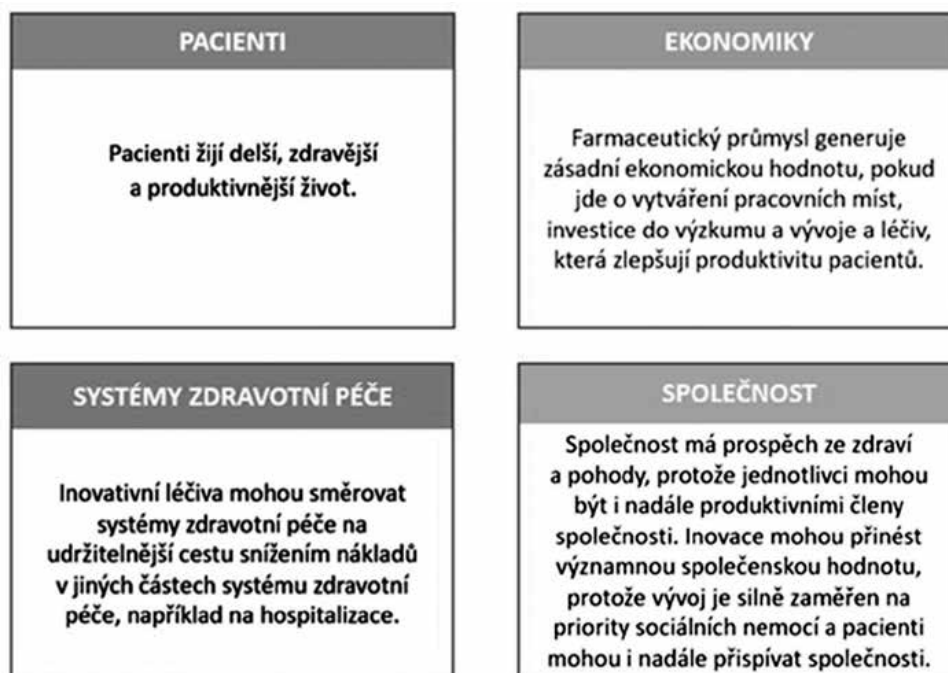 PACIENTI
Pacienti žijí delší, zdravější
a produktivnější život.
EKONOMIKY
Farmaceutický průmysl generuje
zásadní ekonomickou hodnotu, pokud
jde o vytváření pracovních míst,
investice do výzkumu a vývoje a léčiv,
která zlepšují produktivitu pacientů.
SYSTÉMY ZDRAVOTNÍ PÉČE
Inovativní léčiva mohou směrovat
systémy zdravotní péče na
udržitelnější cestu snížením nákladů
v jiných částech systému zdravotní
péče, například na hospitalizace.
SPOLEČNOST
Společnost má prospěch ze zdraví
a pohody, protože jednotlivci mohou
být i nadále produktivními členy
společnosti. Inovace mohou přinést
významnou společenskou hodnotu,
protože vývoj je silně zaměřen na
priority sociálních nemocí a pacienti
mohou i nadále přispívat společnosti.